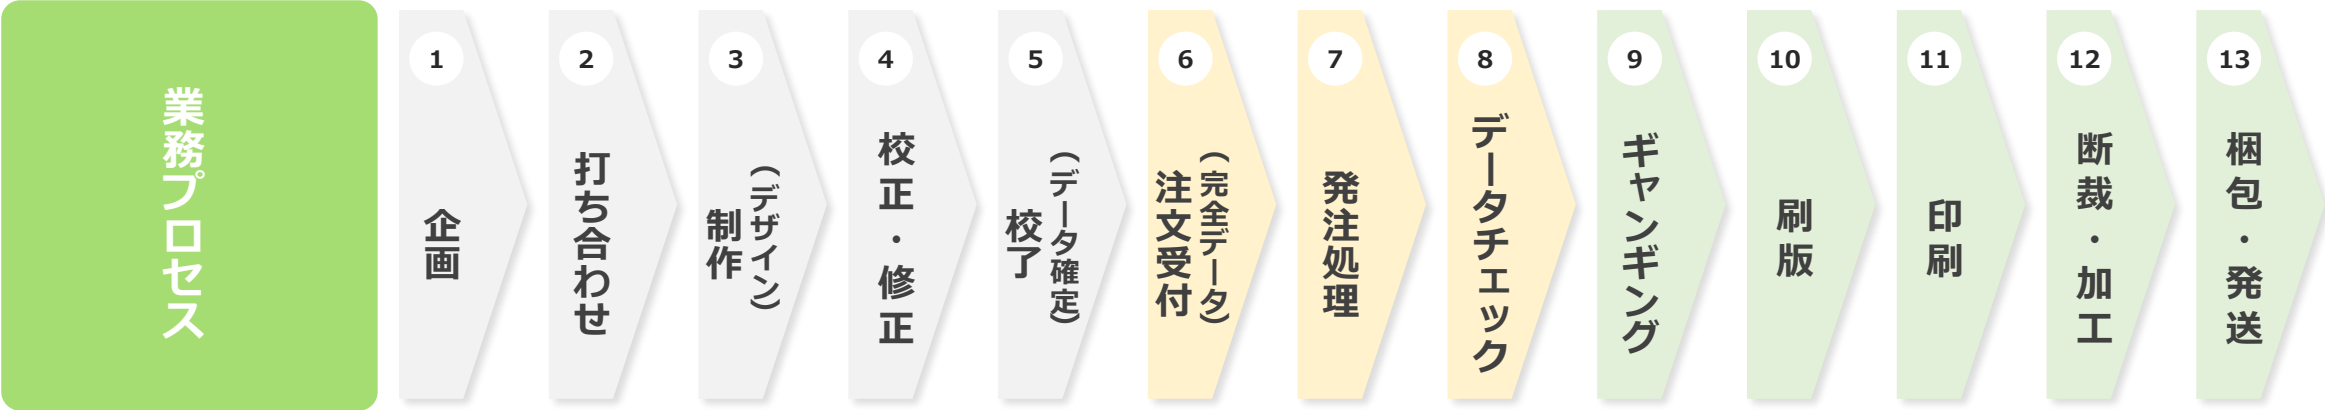 業務プロセス
1
企画
2
打ち合わせ
3
制作
（デザイン）
4
校正・修正
5
校了
（データ確定）
6
注文受付
（完全データ）
7
発注処理
8
データチェック
9
ギャンギング
10
刷版
11
印刷
12
断裁・加工
13
梱包・発送